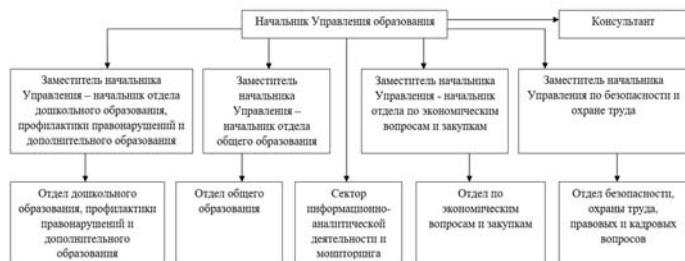 Начальник Управления образования
Консультант
Заместитель начальника
Управления – начальник отдела
дошкольного образования,
профилактики правонарушений и
дополнительного образования
Заместитель
начальника
Управления –
начальник отдела
общего образования
Заместитель начальника
Управления - начальник
отдела по экономическим
вопросам и закупкам
Заместитель начальника
Управления по безопасности и
охране труда
Отдел дошкольного
образования, профилактики
правонарушений и
дополнительного
образования
Отдел общего
образования
Сектор
информационно-
аналитической
деятельности и
мониторинга
Отдел по
экономическим
вопросам и закупкам
Отдел безопасности,
охраны труда,
правовых и кадровых
вопросов